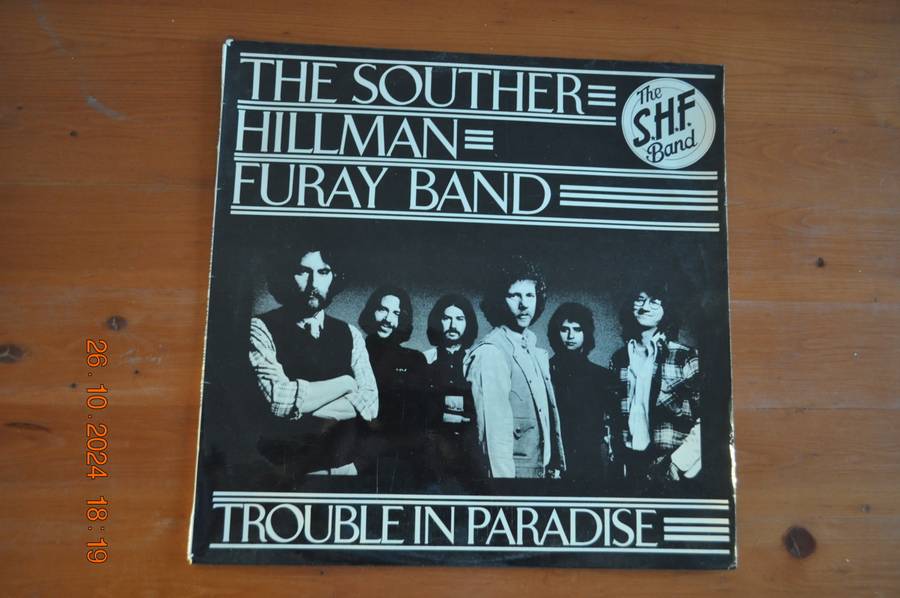 THE SOUTHER
HILLMAN
FURAY BAND
The
S.H.F.
Band
TROUBLE IN PARADISE
26.10.2024 18:19